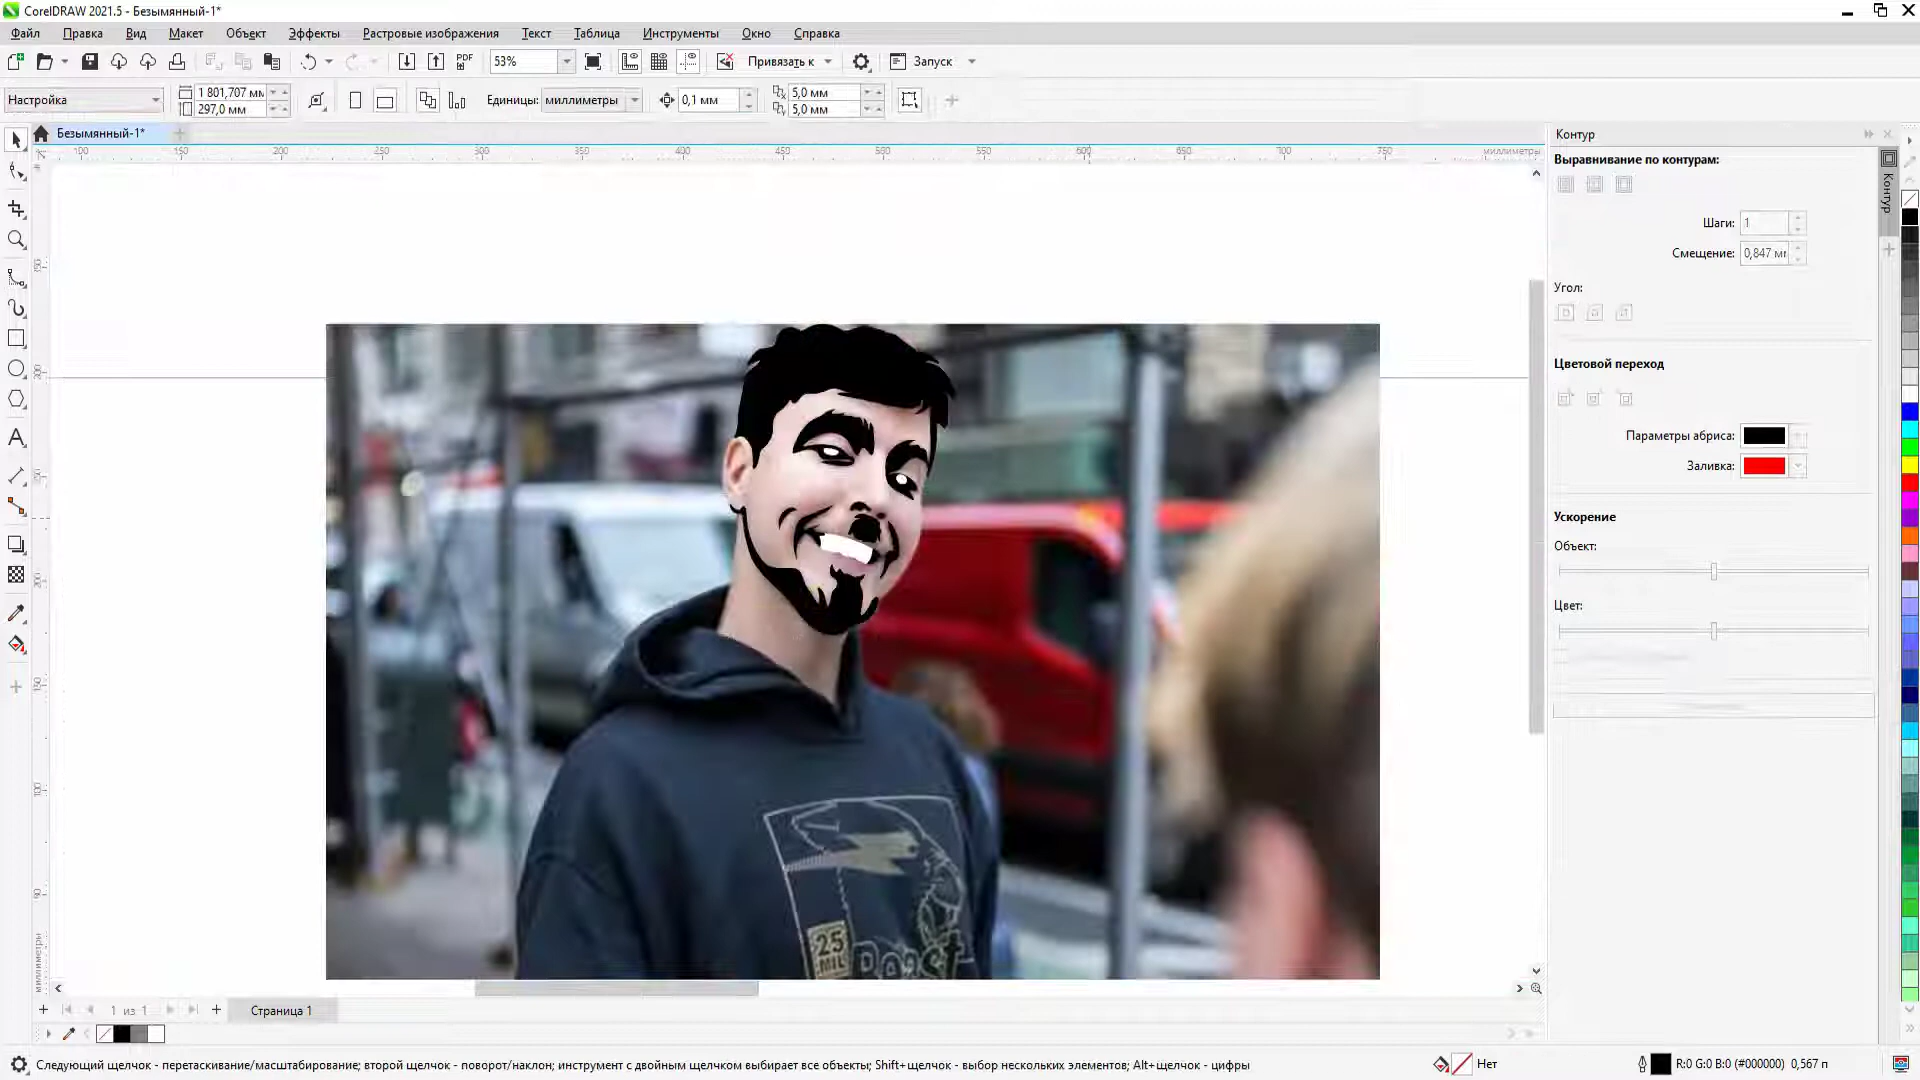 CorelDRAW 2021.5 - Безымянный-1*
Файл Правка Вид Макет Объект Эффекты Растровые изображения Текст Таблица Инструменты Окно Справка
PDF 53% Привязать к Запуск
Настройка 1 801,707 мм 297,0 мм Единицы: миллиметры 0,1 мм 5,0 мм 5,0 мм
Безымянный-1*
100 150 200 250 300 350 400 450 500 550 600 650 700 750 миллиметры
Контур
Выравнивание по контурам:
Контур
Шаги: 1
Смещение: 0,847 мм
Угол:
Цветовой переход
Параметры абриса:
Заливка:
Ускорение
Объект:
Цвет:
25
MIL
миллиметры
1 из 1 Страница 1
Следующий щелчок - перетаскивание/масштабирование; второй щелчок - поворот/наклон; инструмент с двойным щелчком выбирает все объекты; Shift+щелчок - выбор нескольких элементов; Alt+щелчок - цифры
Нет
R:0 G:0 B:0 (#000000) 0,567 п